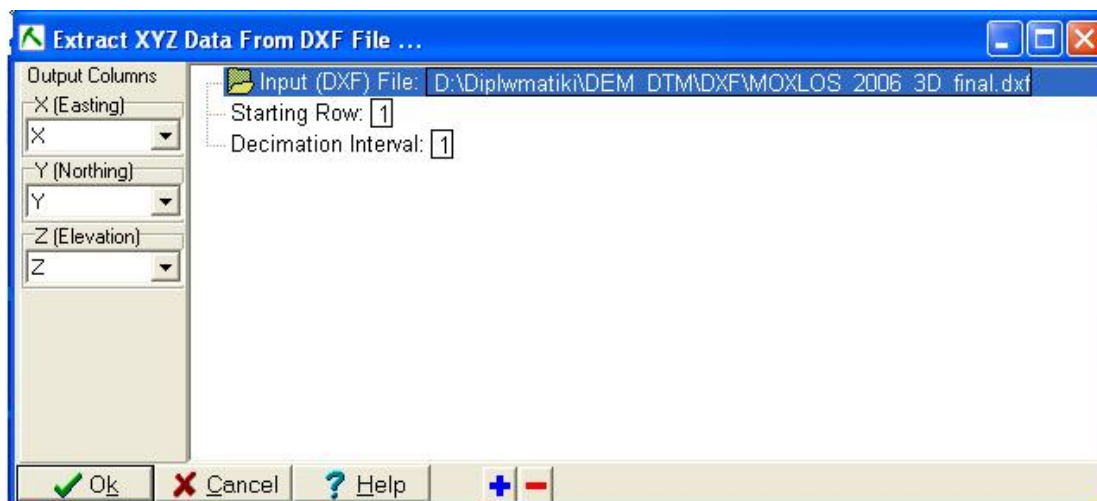 Extract XYZ Data From DXF File ...
Output Columns
X (Easting)
X
Y (Northing)
Y
Z (Elevation)
Z
Input (DXF) File: D:\Diplwmatiki\DEM_DTM\DXF\MOXLOS_2006_3D_final.dxf
Starting Row: 1
Decimation Interval: 1
Ok
Cancel
? Help